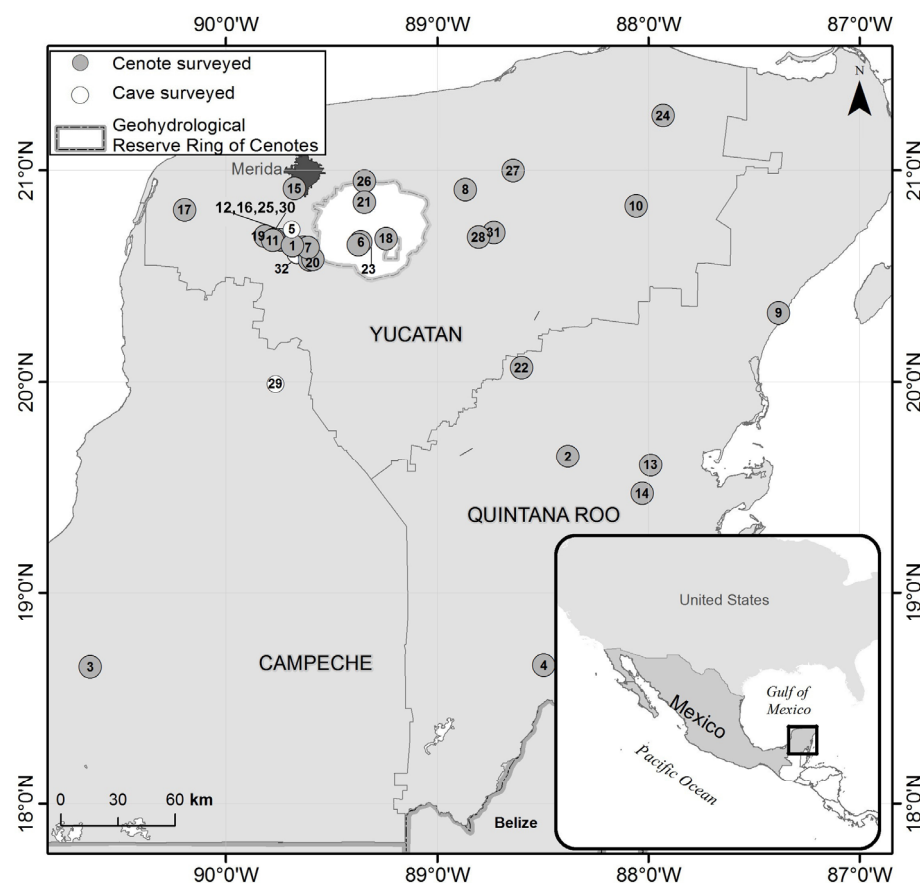 90°0'W 89°0'W 88°0'W 87°0'W
N
Cenote surveyed
Cave surveyed
Geohydrological
Reserve Ring of Cenotes
24
21°0'N
21°0'N
Merida
27
15
26
8
21
10
17
12,16,25,30
5
31
19
11
1
7
6
18
28
32
20
23
9
YUCATAN
22
20°0'N
20°0'N
29
2
13
14
QUINTANA ROO
19°0'N
19°0'N
United States
3
CAMPECHE
4
Gulf of
Mexico
Mexico
Pacific Ocean
18°0'N
18°0'N
0 30 60 km
Belize
90°0'W 89°0'W 88°0'W 87°0'W